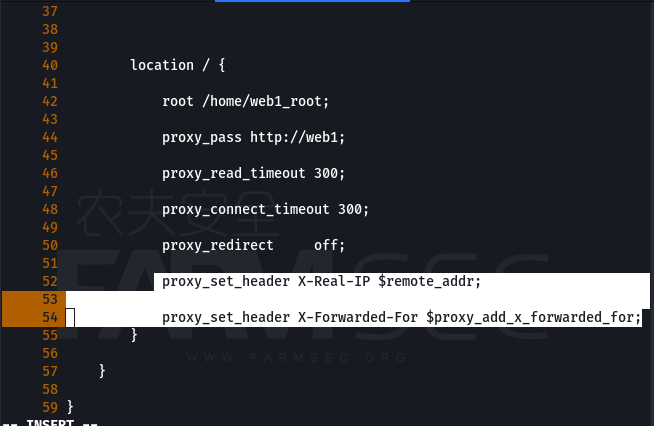 37
38
39
40 location / {
41
42 root /home/web1_root;
43
44 proxy_pass http://web1;
45
46 proxy_read_timeout 300;
47
48 proxy_connect_timeout 300;
49
50 proxy_redirect off;
51
52 proxy_set_header X-Real-IP $remote_addr;
53
54 proxy_set_header X-Forwarded-For $proxy_add_x_forwarded_for;
55 }
56
57 }
58
59 }
-- INSERT --
农夫安全
FARMSEC
WWW.FARMSEC.ORG